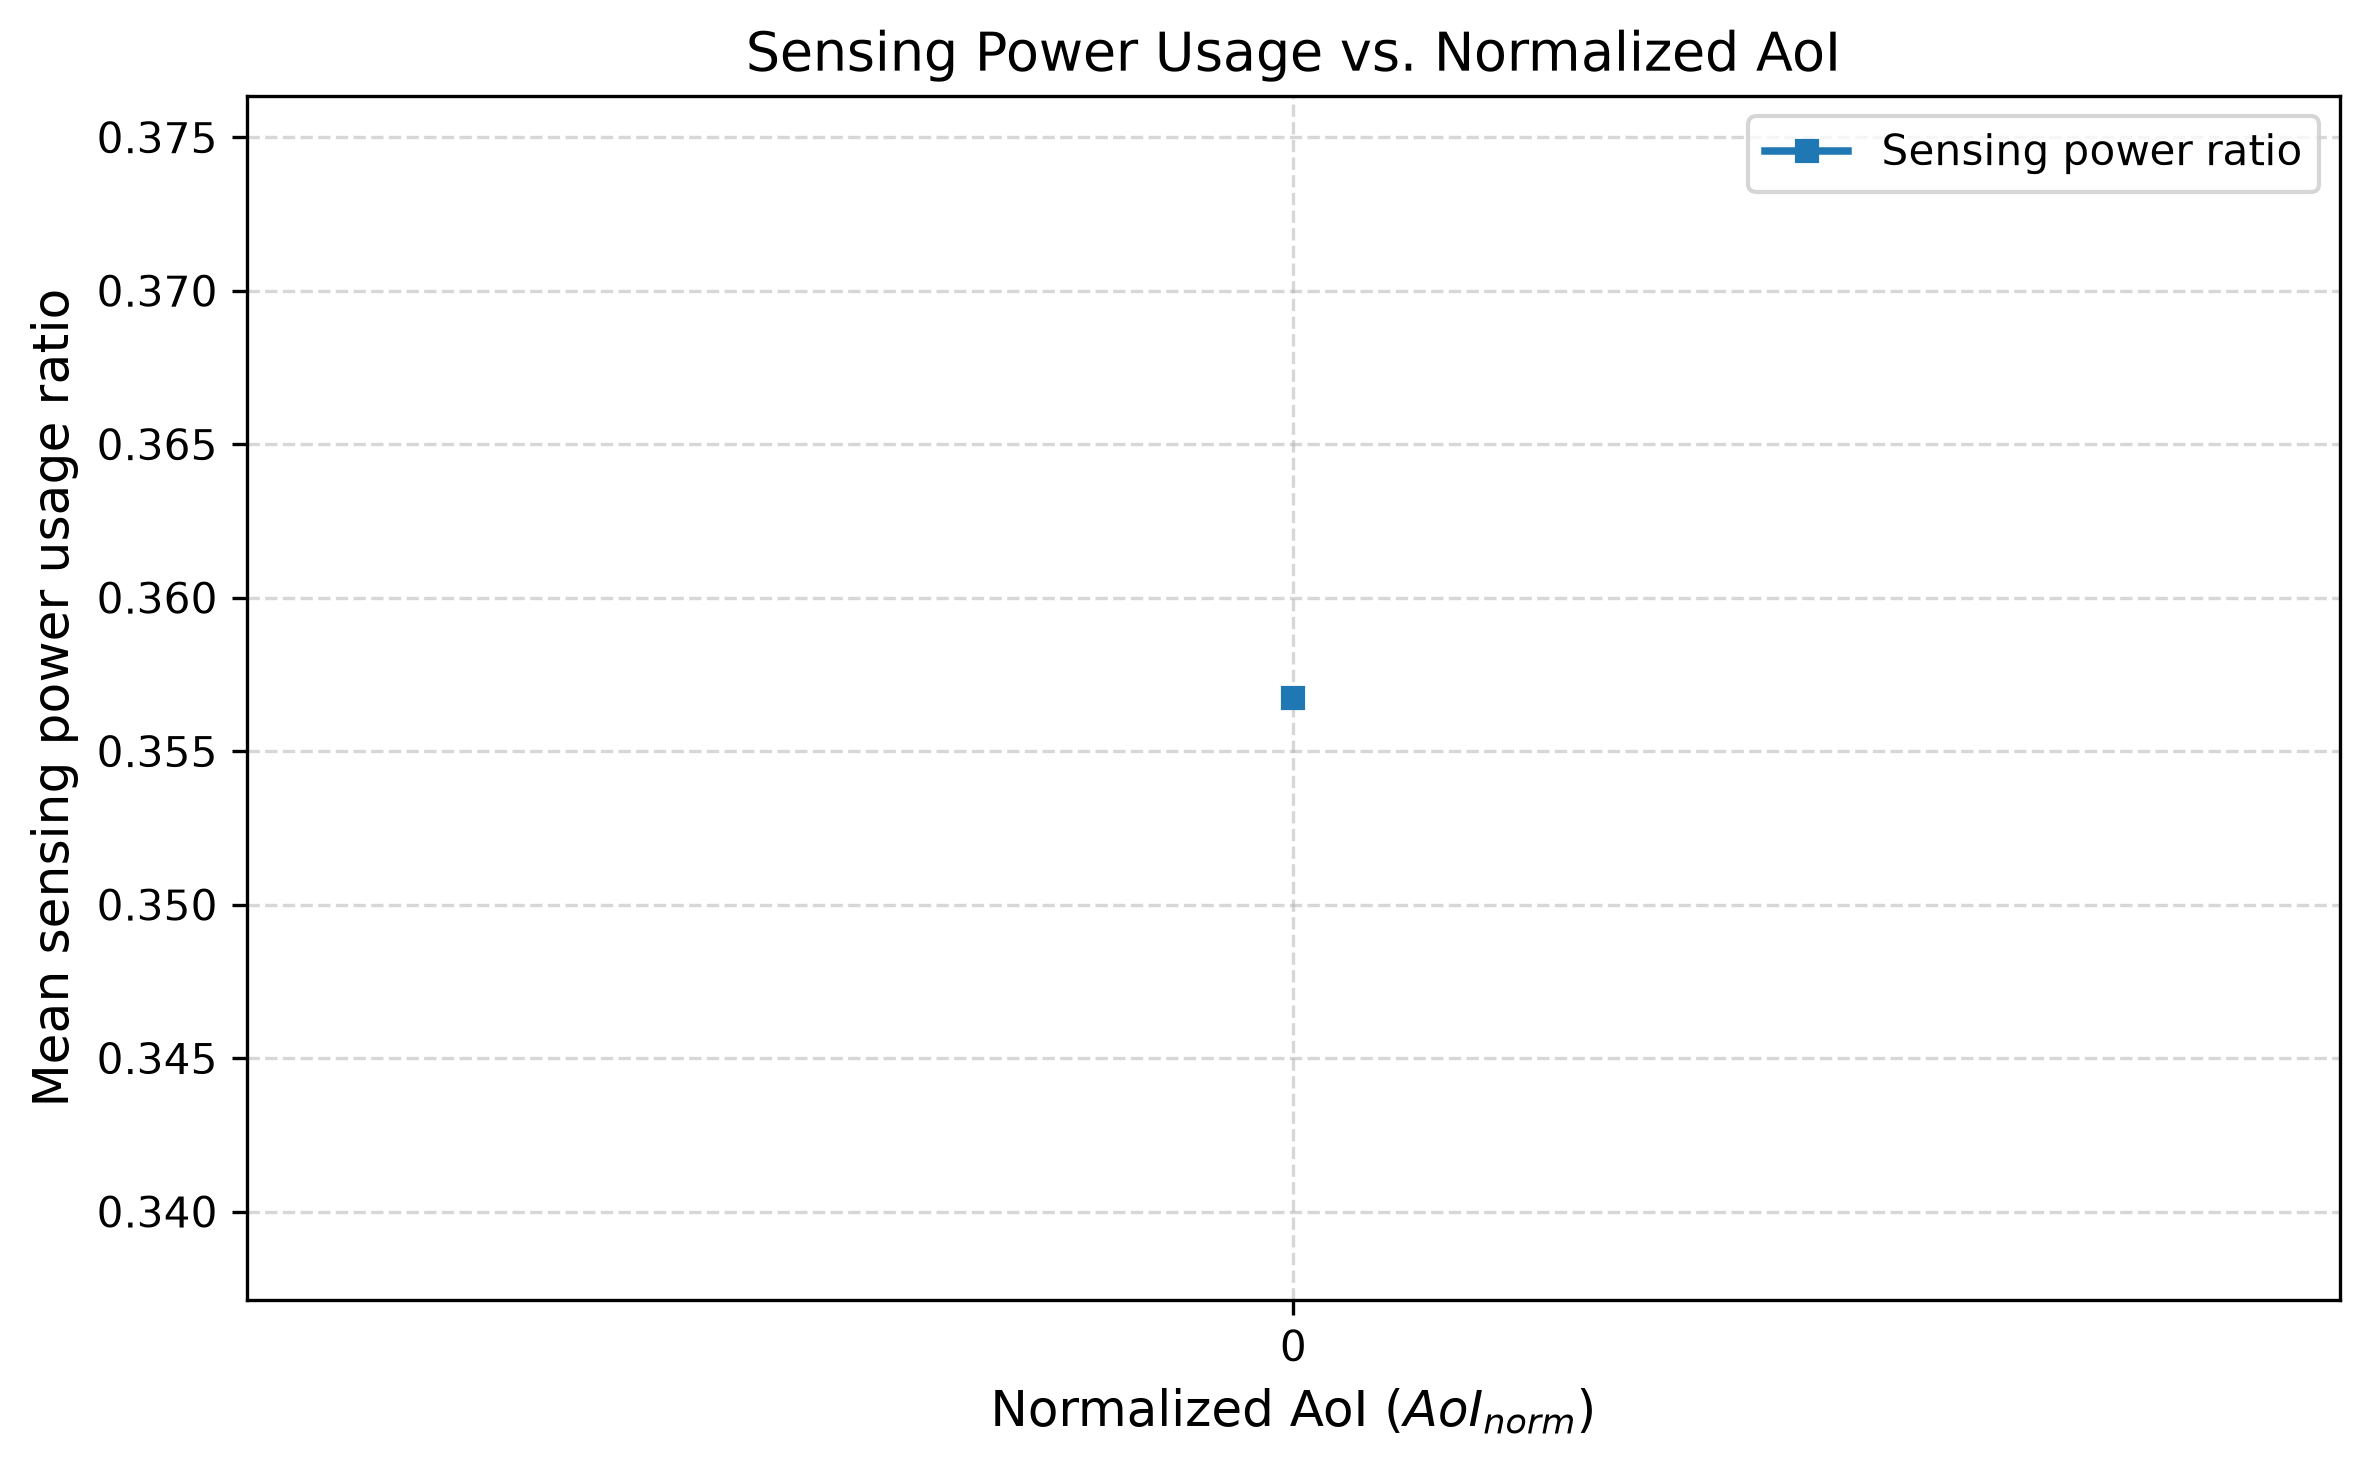 Sensing Power Usage vs. Normalized AoI
Sensing power ratio
Mean sensing power usage ratio
0.375
0.370
0.365
0.360
0.355
0.350
0.345
0.340
0
Normalized AoI (AoI_norm)